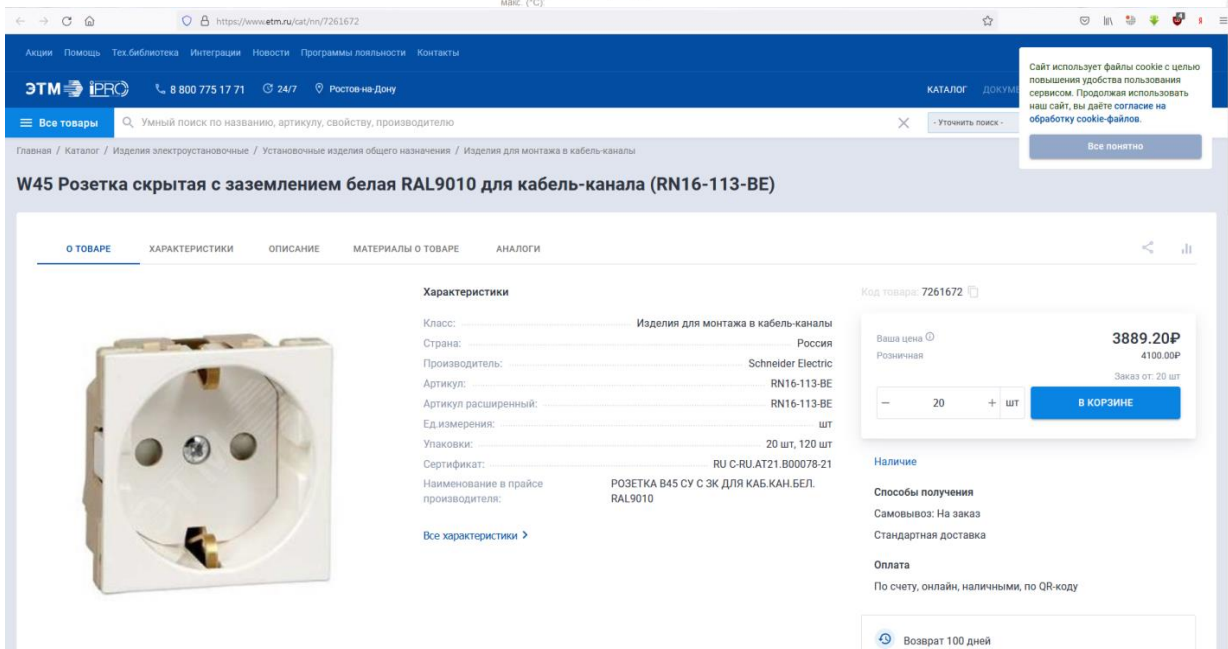 макс. (°C):
https://www.etm.ru/cat/nn/7261672
Акции Помощь Тех.библиотека Интеграции Новости Программы лояльности Контакты
ЭТМ iPRO 8 800 775 17 71 24/7 Ростов-на-Дону КАТАЛОГ
Сайт использует файлы cookie с целью
повышения удобства пользования
сервисом. Продолжая использовать
наш сайт, вы даёте согласие на
обработку cookie-файлов.
Все понятно
Все товары Умный поиск по названию, артикулу, свойству, производителю - Уточнить поиск -
Главная / Каталог / Изделия электроустановочные / Установочные изделия общего назначения / Изделия для монтажа в кабель-каналы
W45 Розетка скрытая с заземлением белая RAL9010 для кабель-канала (RN16-113-BE)
О ТОВАРЕ ХАРАКТЕРИСТИКИ ОПИСАНИЕ МАТЕРИАЛЫ О ТОВАРЕ АНАЛОГИ
Характеристики
Класс: Изделия для монтажа в кабель-каналы
Страна: Россия
Производитель: Schneider Electric
Артикул: RN16-113-BE
Артикул расширенный: RN16-113-BE
Ед.измерения: шт
Упаковки: 20 шт, 120 шт
Сертификат: RU C-RU.АТ21.В00078-21
Наименование в прайсе РОЗЕТКА В45 СУ С ЗК ДЛЯ КАБ.КАН.БЕЛ.
производителя: RAL9010
Все характеристики
Код товара: 7261672
Ваша цена 3889.20₽
Розничная 4100.00₽
Заказ от: 20 шт
− 20 + шт В КОРЗИНЕ
Наличие
Способы получения
Самовывоз: На заказ
Стандартная доставка
Оплата
По счету, онлайн, наличными, по QR-коду
Возврат 100 дней